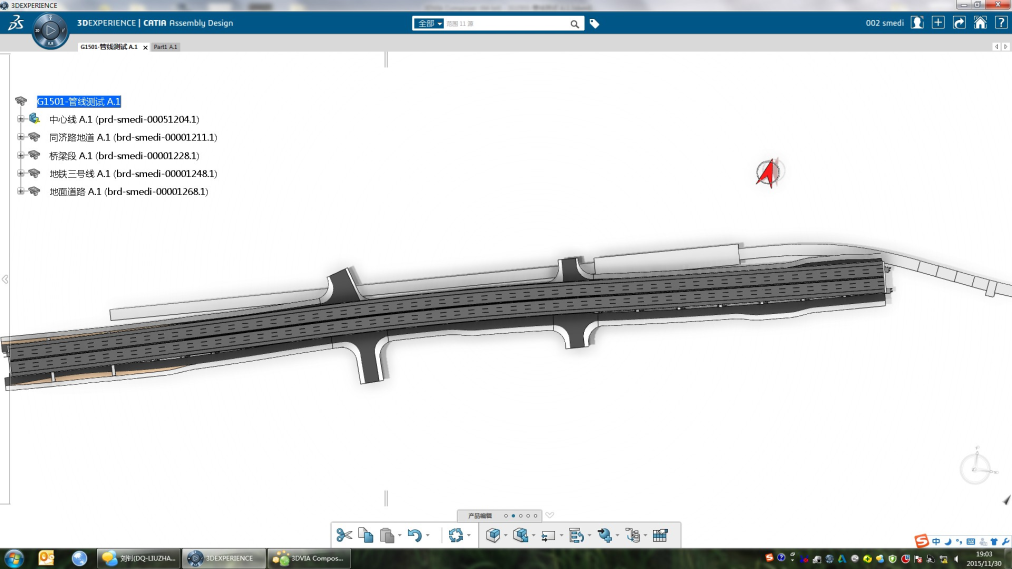 3DEXPERIENCE
3DEXPERIENCE | CATIA Assembly Design
全部
002 smedi
G1501-管线测试 A.1
Part1 A.1
G1501-管线测试 A.1
中心线 A.1 (prd-smedi-00051204.1)
同济路地道 A.1 (brd-smedi-00001211.1)
桥梁段 A.1 (brd-smedi-00001228.1)
地铁三号线 A.1 (brd-smedi-00001248.1)
地面道路 A.1 (brd-smedi-00001268.1)
产品编辑
中
刘钊(DQ-LIUZHA...
3DEXPERIENCE
3DVIA Compos...
19:03
2015/11/30